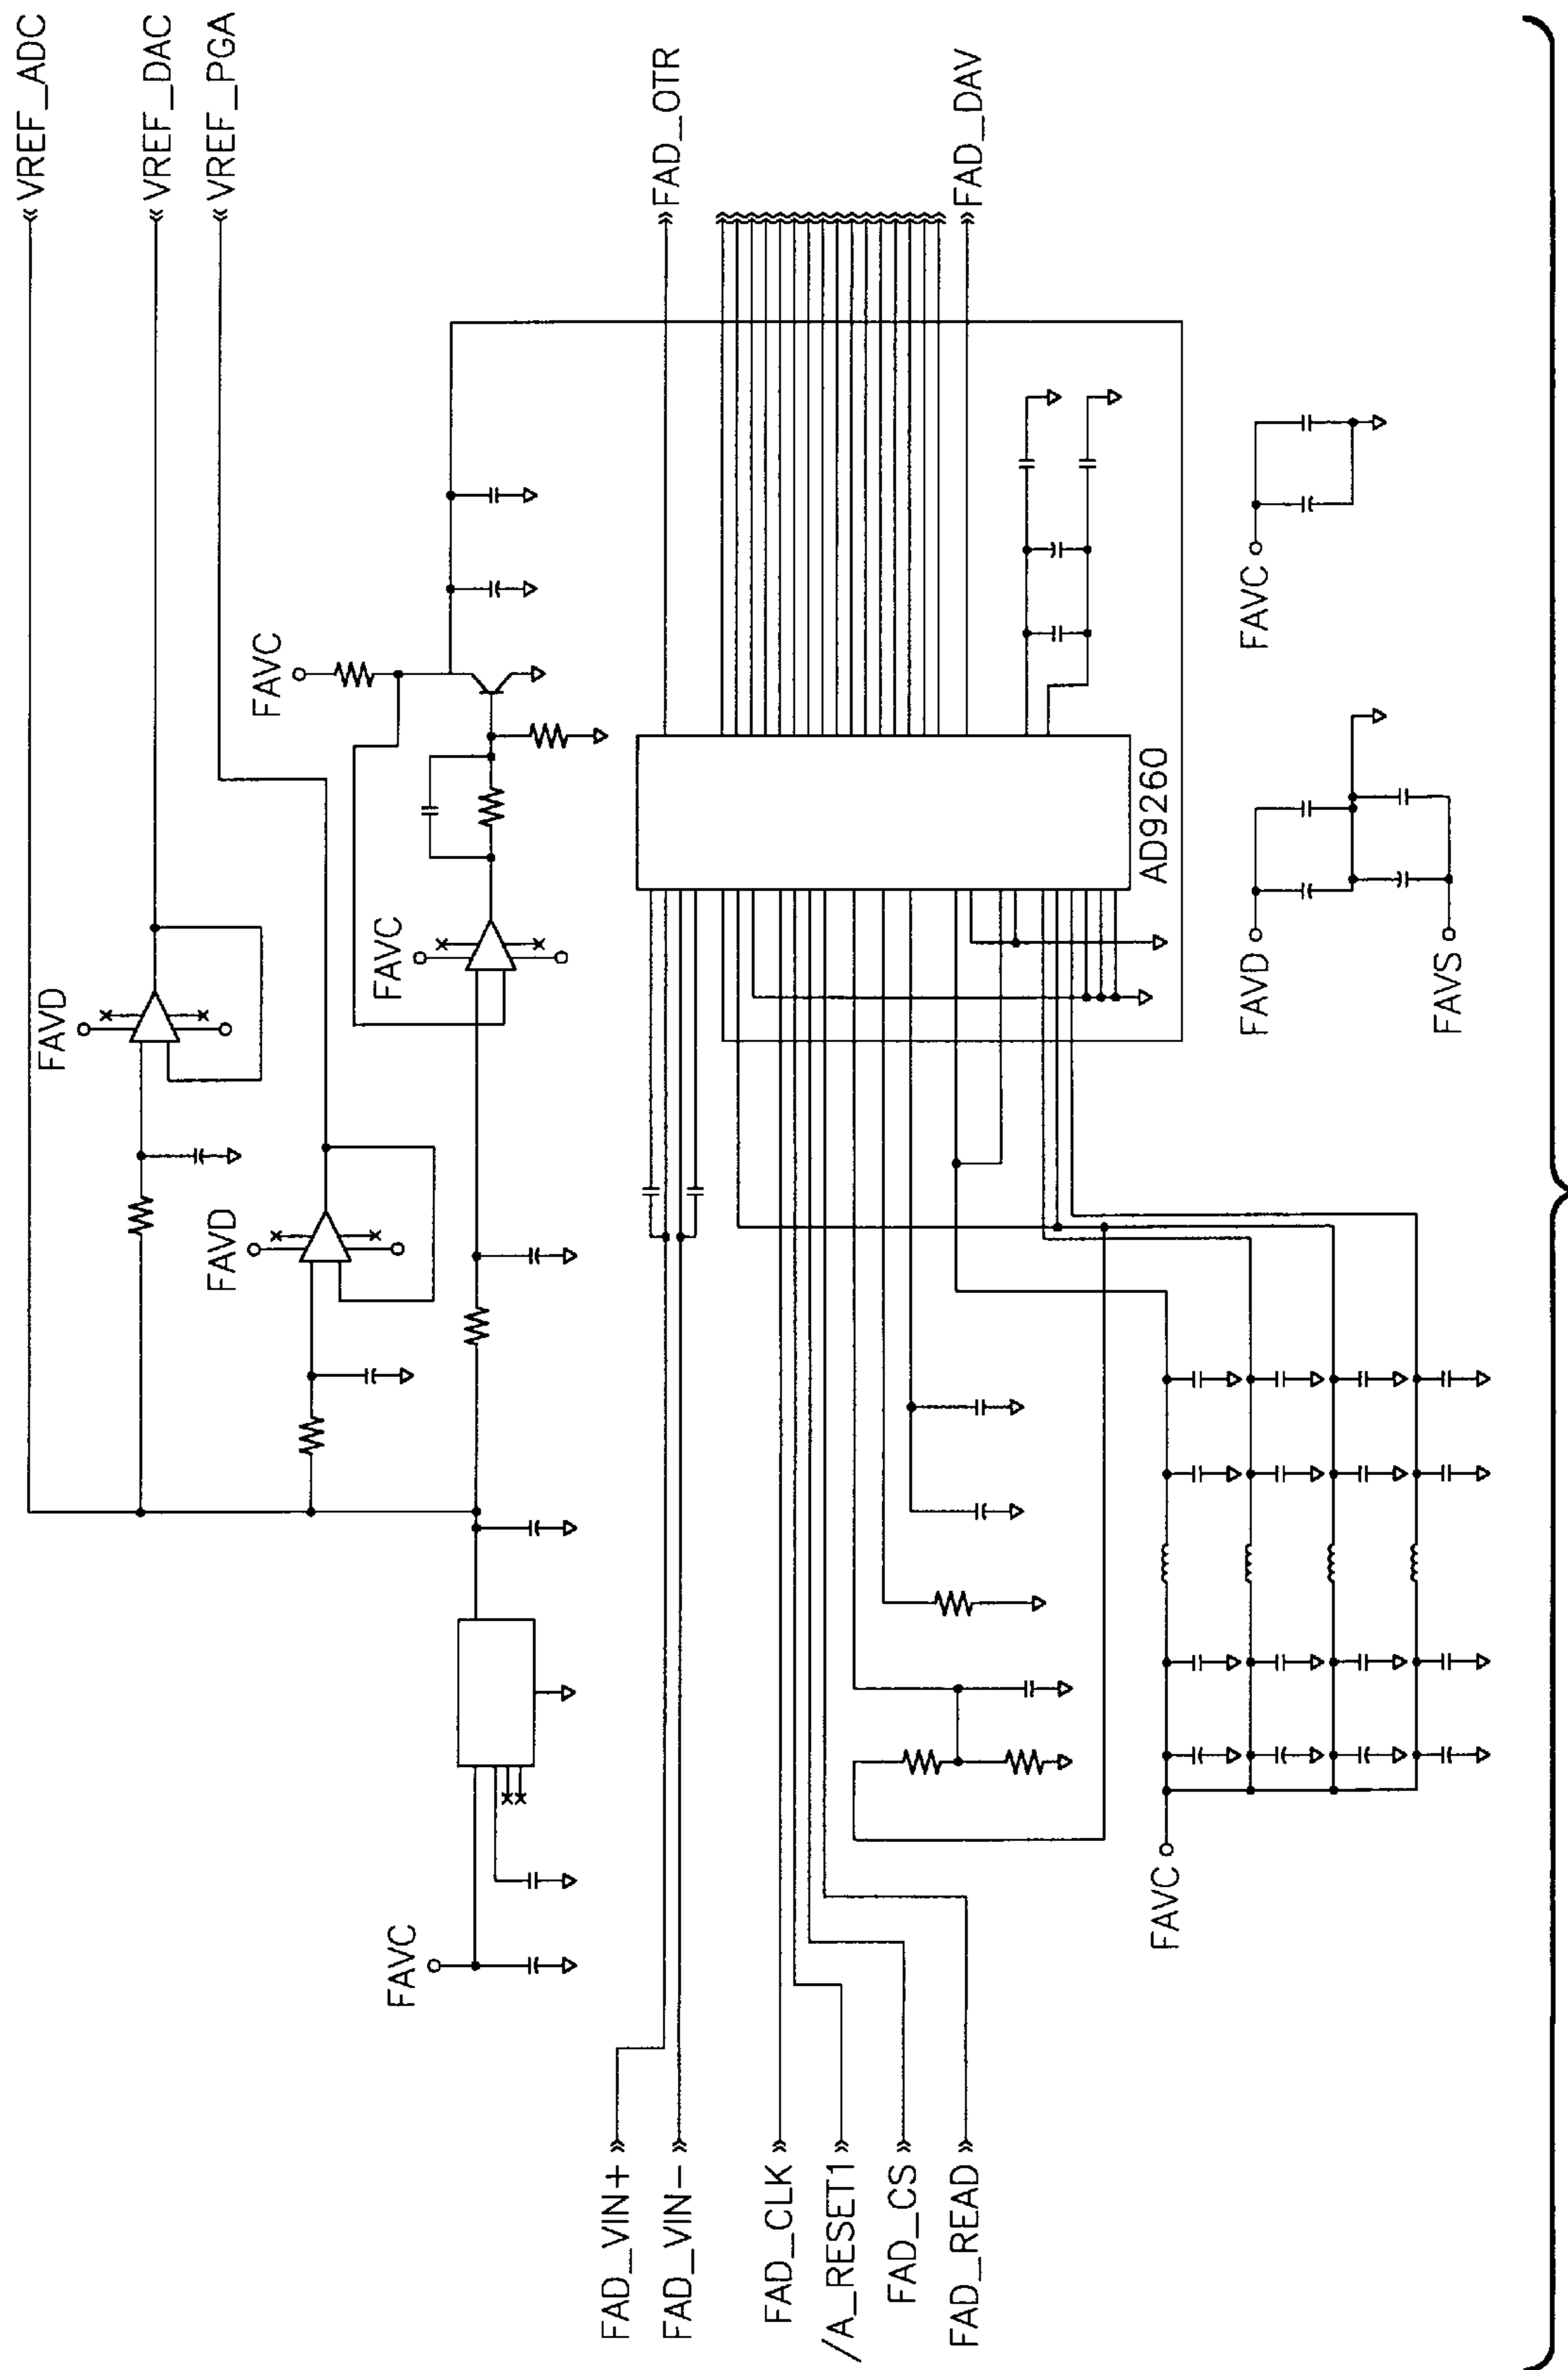 VREF_ADC
VREF_DAC
VREF_PGA
FAVD
FAVD
FAVC
FAVC
FAVC
FAD_VIN+
FAD_VIN-
FAD_CLK
/A_RESET1
FAD_CS
FAD_READ
FAD_OTR
FAD_DAV
AD9260
FAVC
FAVD
FAVS
FAVC